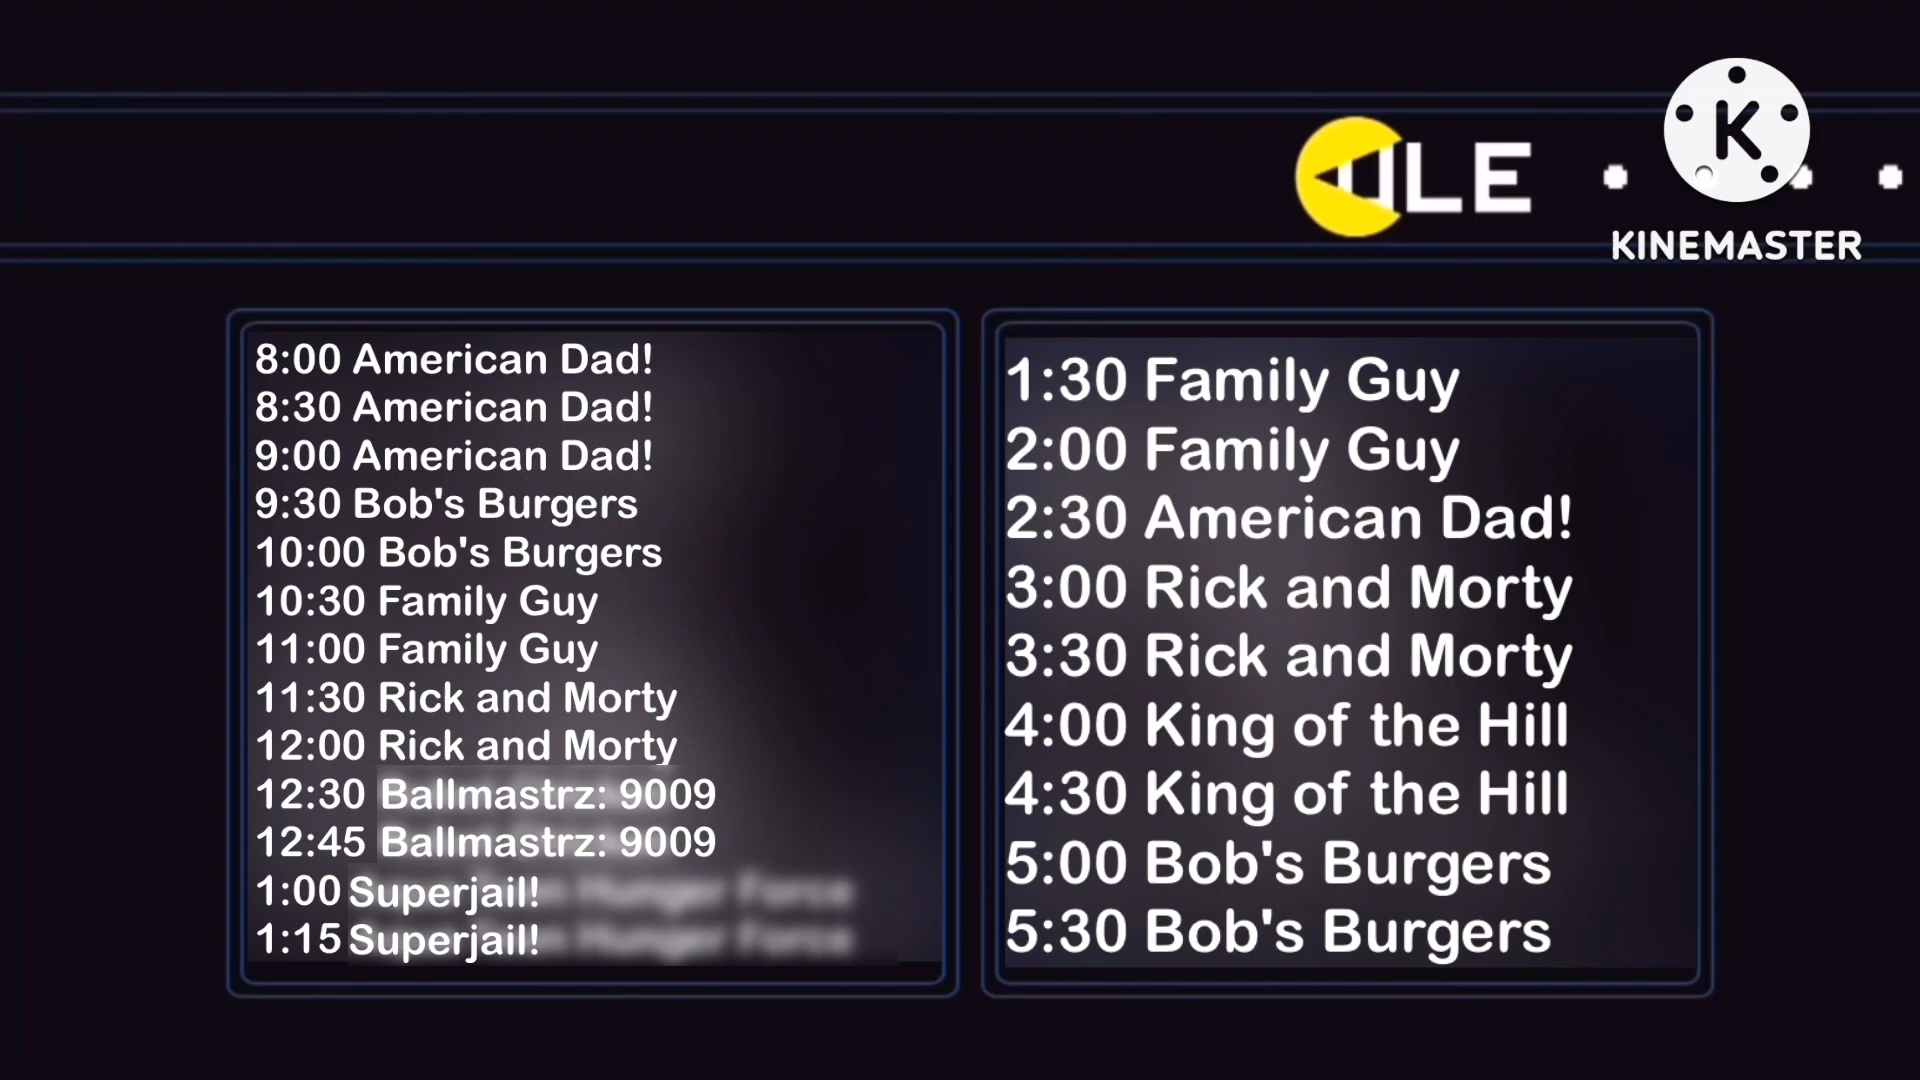 LE
K
KINEMASTER
8:00 American Dad!
8:30 American Dad!
9:00 American Dad!
9:30 Bob's Burgers
10:00 Bob's Burgers
10:30 Family Guy
11:00 Family Guy
11:30 Rick and Morty
12:00 Rick and Morty
12:30 Ballmastrz: 9009
12:45 Ballmastrz: 9009
1:00 Superjail! Hunger Force
1:15 Superjail! Hunger Force
1:30 Family Guy
2:00 Family Guy
2:30 American Dad!
3:00 Rick and Morty
3:30 Rick and Morty
4:00 King of the Hill
4:30 King of the Hill
5:00 Bob's Burgers
5:30 Bob's Burgers